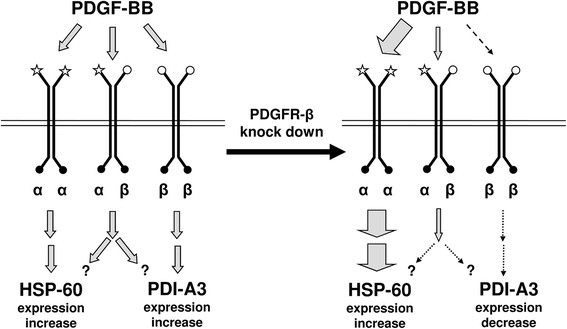 PDGF-BB
α α α β β β
? ?
HSP-60
expression
increase
PDI-A3
expression
increase
PDGFR-β
knock down
PDGF-BB
α α α β β β
? ?
HSP-60
expression
increase
PDI-A3
expression
decrease